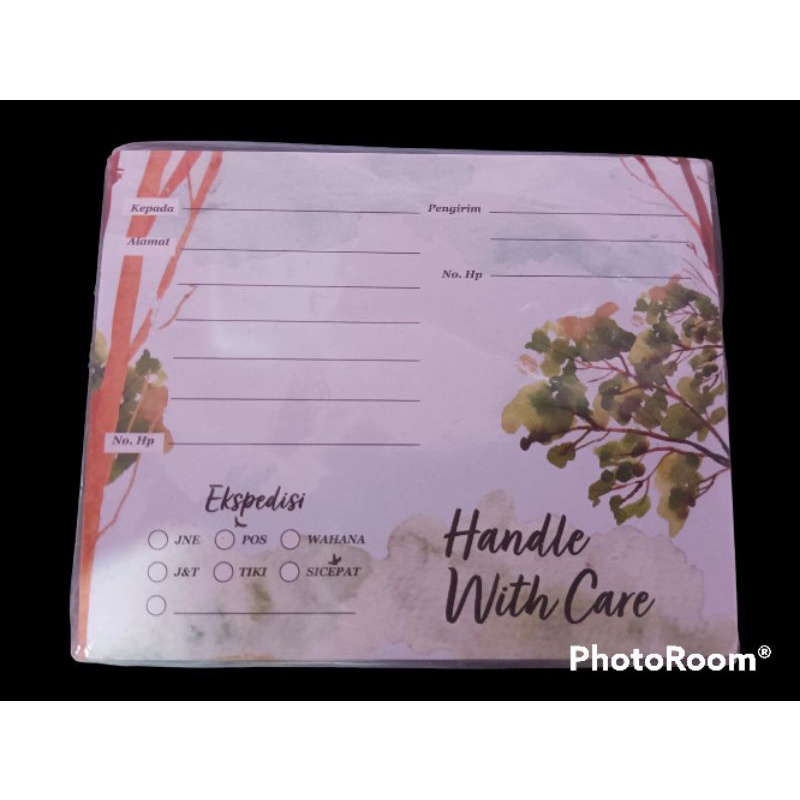 Kepada
Pengirim
Alamat
No. Hp
No. Hp
Ekspedisi
JNE POS WAHANA
J&T TIKI SICEPAT
Handle
With Care
PhotoRoom®